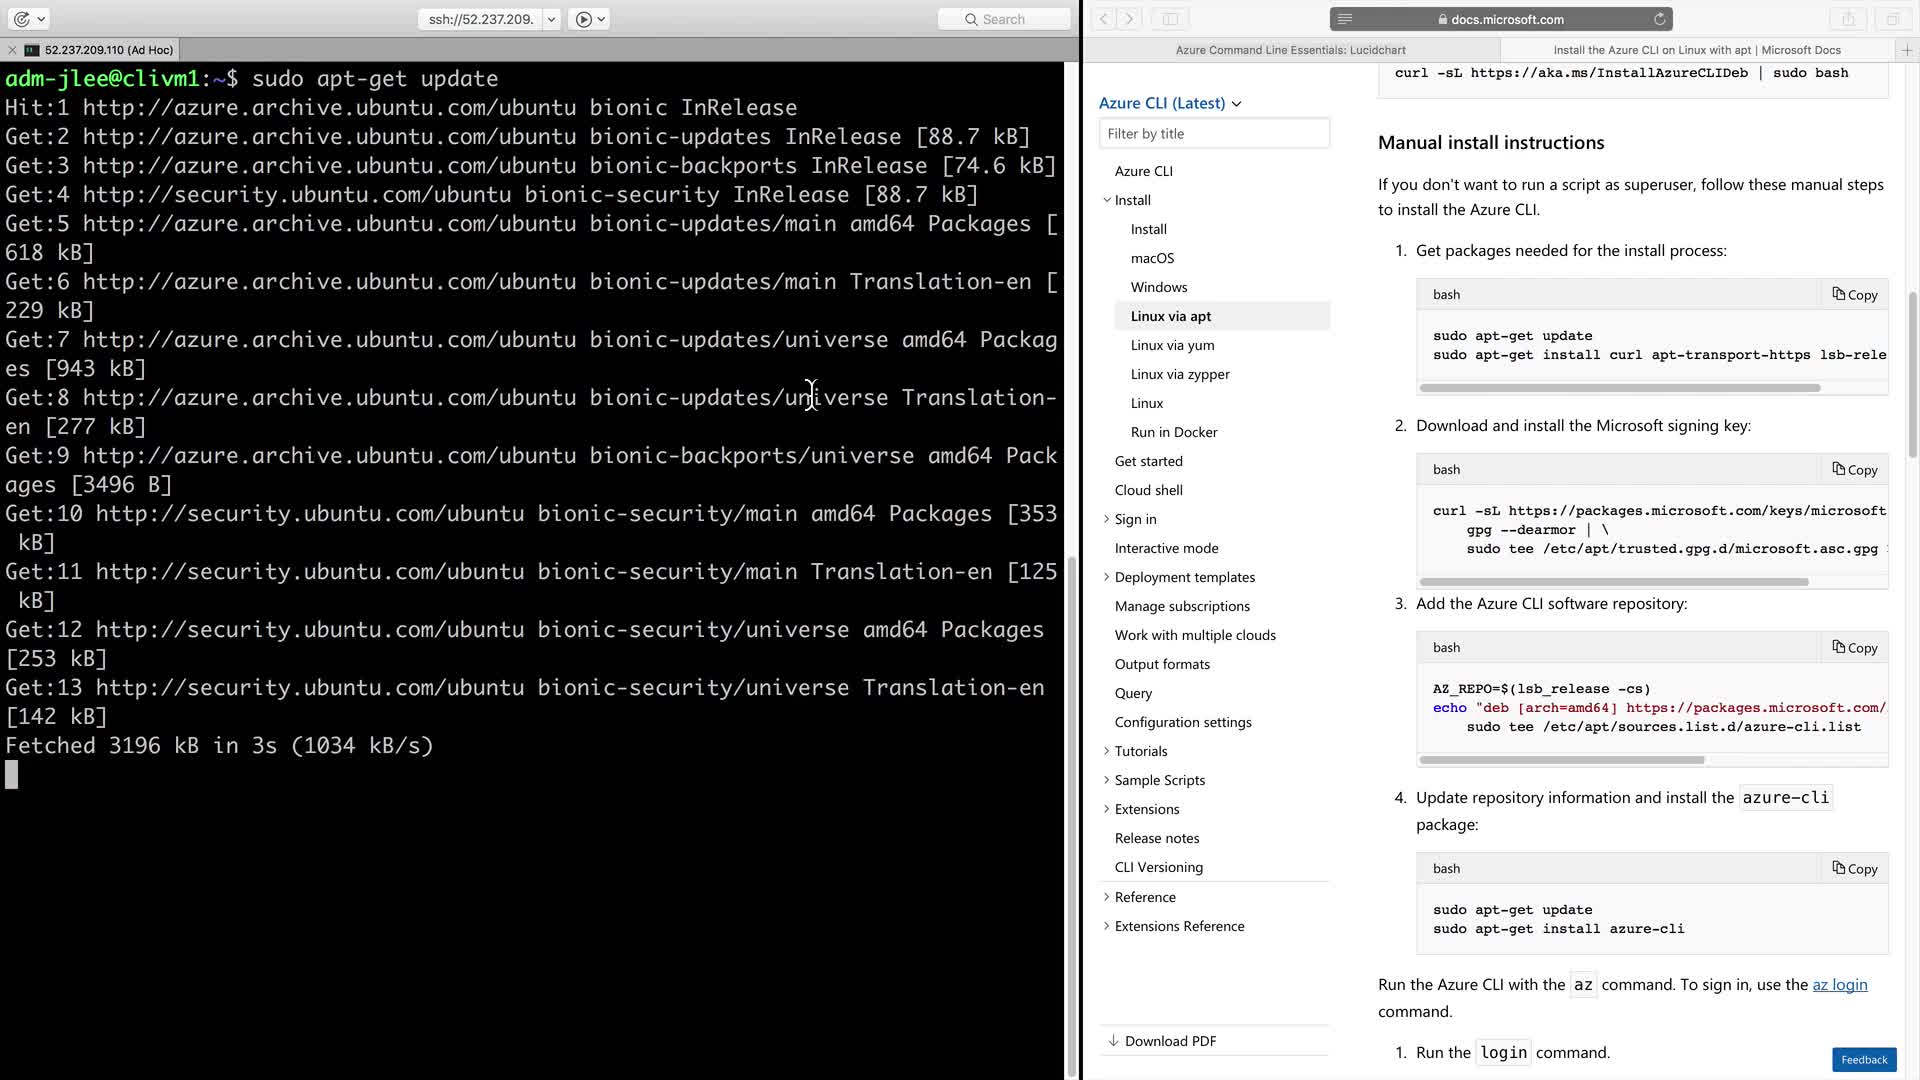 ssh://52.237.209.
Search
docs.microsoft.com
52.237.209.110 (Ad Hoc)
Azure Command Line Essentials: Lucidchart
Install the Azure CLI on Linux with apt | Microsoft Docs
adm-jlee@clivm1:~$ sudo apt-get update
Hit:1 http://azure.archive.ubuntu.com/ubuntu bionic InRelease
Get:2 http://azure.archive.ubuntu.com/ubuntu bionic-updates InRelease [88.7 kB]
Get:3 http://azure.archive.ubuntu.com/ubuntu bionic-backports InRelease [74.6 kB]
Get:4 http://security.ubuntu.com/ubuntu bionic-security InRelease [88.7 kB]
Get:5 http://azure.archive.ubuntu.com/ubuntu bionic-updates/main amd64 Packages [
618 kB]
Get:6 http://azure.archive.ubuntu.com/ubuntu bionic-updates/main Translation-en [
229 kB]
Get:7 http://azure.archive.ubuntu.com/ubuntu bionic-updates/universe amd64 Packag
es [943 kB]
Get:8 http://azure.archive.ubuntu.com/ubuntu bionic-updates/universe Translation-
en [277 kB]
Get:9 http://azure.archive.ubuntu.com/ubuntu bionic-backports/universe amd64 Pack
ages [3496 B]
Get:10 http://security.ubuntu.com/ubuntu bionic-security/main amd64 Packages [353
kB]
Get:11 http://security.ubuntu.com/ubuntu bionic-security/main Translation-en [125
kB]
Get:12 http://security.ubuntu.com/ubuntu bionic-security/universe amd64 Packages
[253 kB]
Get:13 http://security.ubuntu.com/ubuntu bionic-security/universe Translation-en
[142 kB]
Fetched 3196 kB in 3s (1034 kB/s)
Azure CLI (Latest)
Filter by title
Azure CLI
Install
Install
macOS
Windows
Linux via apt
Linux via yum
Linux via zypper
Linux
Run in Docker
Get started
Cloud shell
Sign in
Interactive mode
Deployment templates
Manage subscriptions
Work with multiple clouds
Output formats
Query
Configuration settings
Tutorials
Sample Scripts
Extensions
Release notes
CLI Versioning
Reference
Extensions Reference
Download PDF
curl -sL https://aka.ms/InstallAzureCLIDeb | sudo bash
Manual install instructions
If you don't want to run a script as superuser, follow these manual steps
to install the Azure CLI.
1. Get packages needed for the install process:
bash Copy
sudo apt-get update
sudo apt-get install curl apt-transport-https lsb-rele
2. Download and install the Microsoft signing key:
bash Copy
curl -sL https://packages.microsoft.com/keys/microsoft
gpg --dearmor | \
sudo tee /etc/apt/trusted.gpg.d/microsoft.asc.gpg
3. Add the Azure CLI software repository:
bash Copy
AZ_REPO=$(lsb_release -cs)
echo "deb [arch=amd64] https://packages.microsoft.com/
sudo tee /etc/apt/sources.list.d/azure-cli.list
4. Update repository information and install the azure-cli
package:
bash Copy
sudo apt-get update
sudo apt-get install azure-cli
Run the Azure CLI with the az command. To sign in, use the az login
command.
1. Run the login command.
Feedback